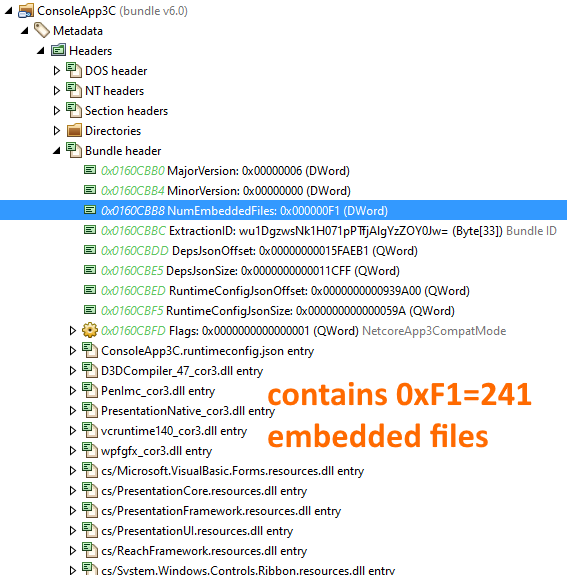 ConsoleApp3C (bundle v6.0)
Metadata
Headers
DOS header
NT headers
Section headers
Directories
Bundle header
0x0160CBB0 MajorVersion: 0x00000006 (DWord)
0x0160CBB4 MinorVersion: 0x00000000 (DWord)
0x0160CBB8 NumEmbeddedFiles: 0x000000F1 (DWord)
0x0160CBBC ExtractionID: wu1DgzwsNk1H071pPTfjAIgYzZOY0Jw= (Byte[33]) Bundle ID
0x0160CBDD DepsJsonOffset: 0x00000000015FAEB1 (QWord)
0x0160CBE5 DepsJsonSize: 0x0000000000011CFF (QWord)
0x0160CBED RuntimeConfigJsonOffset: 0x0000000000939A00 (QWord)
0x0160CBF5 RuntimeConfigJsonSize: 0x000000000000059A (QWord)
0x0160CBFD Flags: 0x0000000000000001 (QWord) NetcoreApp3CompatMode
ConsoleApp3C.runtimeconfig.json entry
D3DCompiler_47_cor3.dll entry
PenImc_cor3.dll entry
PresentationNative_cor3.dll entry
vcruntime140_cor3.dll entry
wpfgfx_cor3.dll entry
contains 0xF1=241
embedded files
cs/Microsoft.VisualBasic.Forms.resources.dll entry
cs/PresentationCore.resources.dll entry
cs/PresentationFramework.resources.dll entry
cs/PresentationUI.resources.dll entry
cs/ReachFramework.resources.dll entry
cs/System.Windows.Controls.Ribbon.resources.dll entry